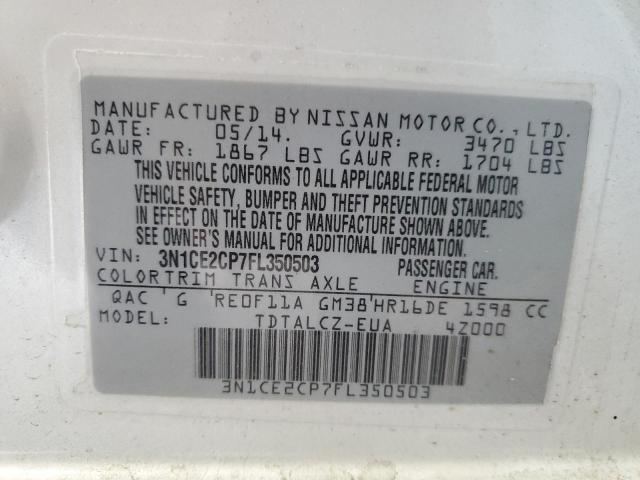 MANUFACTURED BY NISSAN MOTOR CO., LTD.
DATE: 05/14. GVWR: 3470 LBS
GAWR FR: 1867 LBS GAWR RR: 1704 LBS
THIS VEHICLE CONFORMS TO ALL APPLICABLE FEDERAL MOTOR
VEHICLE SAFETY, BUMPER AND THEFT PREVENTION STANDARDS
IN EFFECT ON THE DATE OF MANUFACTURE SHOWN ABOVE.
SEE OWNER'S MANUAL FOR ADDITIONAL INFORMATION.
VIN: 3N1CE2CP7FL350503 PASSENGER CAR.
COLOR TRIM TRANS AXLE ENGINE
QAC G RE0F11A GM38 HR16DE 1598 CC
MODEL: TDTALCZ-EUA 4Z000
3N1CE2CP7FL350503